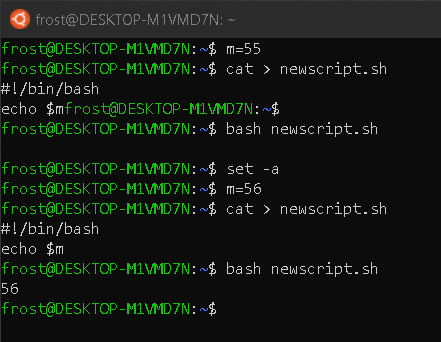 frost@DESKTOP-M1VMD7N: ~
frost@DESKTOP-M1VMD7N:~$ m=55
frost@DESKTOP-M1VMD7N:~$ cat > newscript.sh
#!/bin/bash
echo $mfrost@DESKTOP-M1VMD7N:~$
frost@DESKTOP-M1VMD7N:~$ bash newscript.sh

frost@DESKTOP-M1VMD7N:~$ set -a
frost@DESKTOP-M1VMD7N:~$ m=56
frost@DESKTOP-M1VMD7N:~$ cat > newscript.sh
#!/bin/bash
echo $m
frost@DESKTOP-M1VMD7N:~$ bash newscript.sh
56
frost@DESKTOP-M1VMD7N:~$